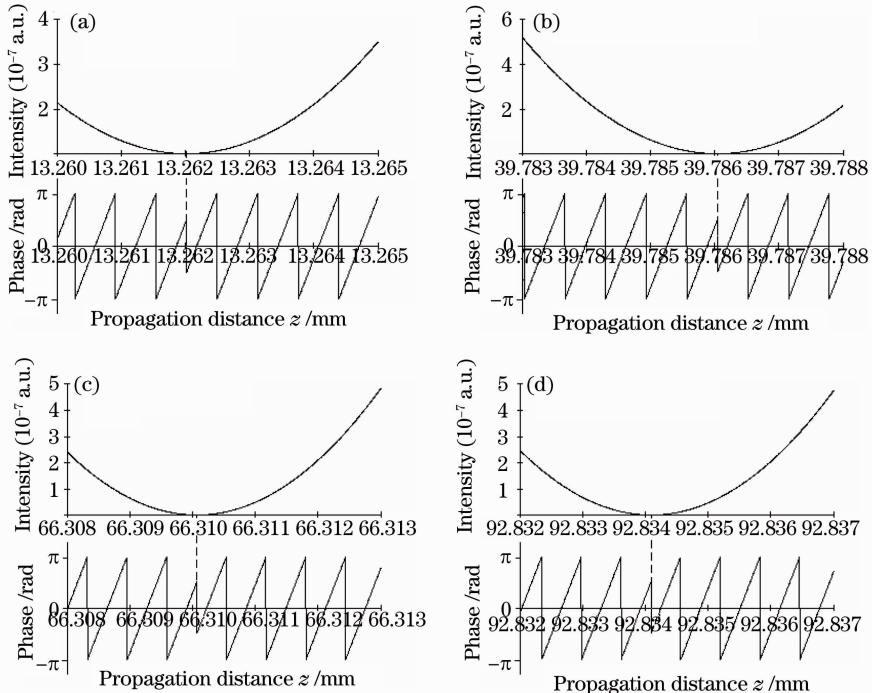 (a)
Intensity (10⁻⁷ a.u.)
4
3
2
13.260 13.261 13.262 13.263 13.264 13.265
Phase /rad
π
0
−π
13.260 13.261 13.262 13.263 13.264 13.265
Propagation distance z /mm
(b)
Intensity (10⁻⁷ a.u.)
6
4
2
39.783 39.784 39.785 39.786 39.787 39.788
Phase /rad
π
0
−π
39.783 39.784 39.785 39.786 39.787 39.788
Propagation distance z /mm
(c)
Intensity (10⁻⁷ a.u.)
5
4
3
2
1
66.308 66.309 66.310 66.311 66.312 66.313
Phase /rad
π
0
−π
66.308 66.309 66.310 66.311 66.312 66.313
Propagation distance z /mm
(d)
Intensity (10⁻⁷ a.u.)
5
4
3
2
1
92.832 92.833 92.834 92.835 92.836 92.837
Phase /rad
π
0
−π
92.832 92.833 92.834 92.835 92.836 92.837
Propagation distance z /mm